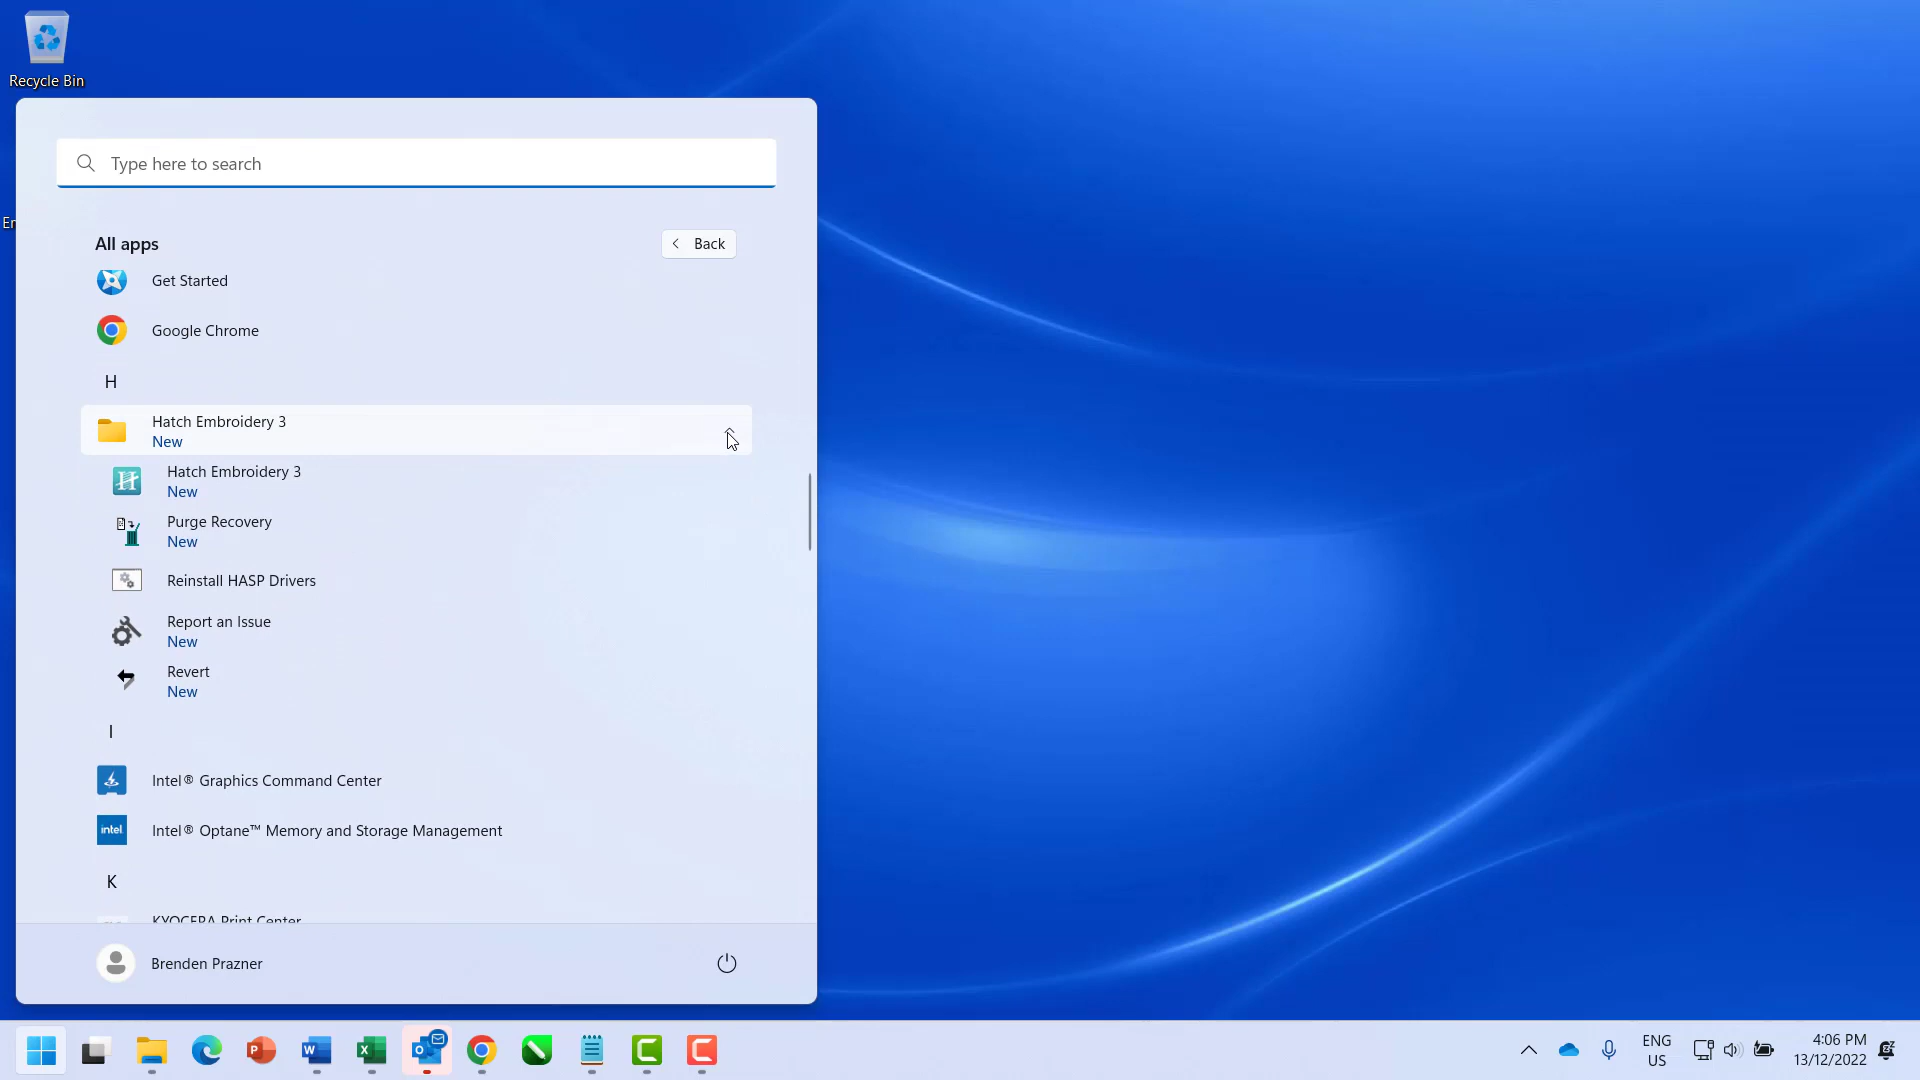 Recycle Bin
Type here to search
Er
All apps
Back
Get Started
Google Chrome
H
Hatch Embroidery 3
New
Hatch Embroidery 3
New
Purge Recovery
New
Reinstall HASP Drivers
Report an Issue
New
Revert
New
I
Intel® Graphics Command Center
intel
Intel® Optane™ Memory and Storage Management
K
KYOCERA Print Center
Brenden Prazner
ENG
US
4:06 PM
13/12/2022